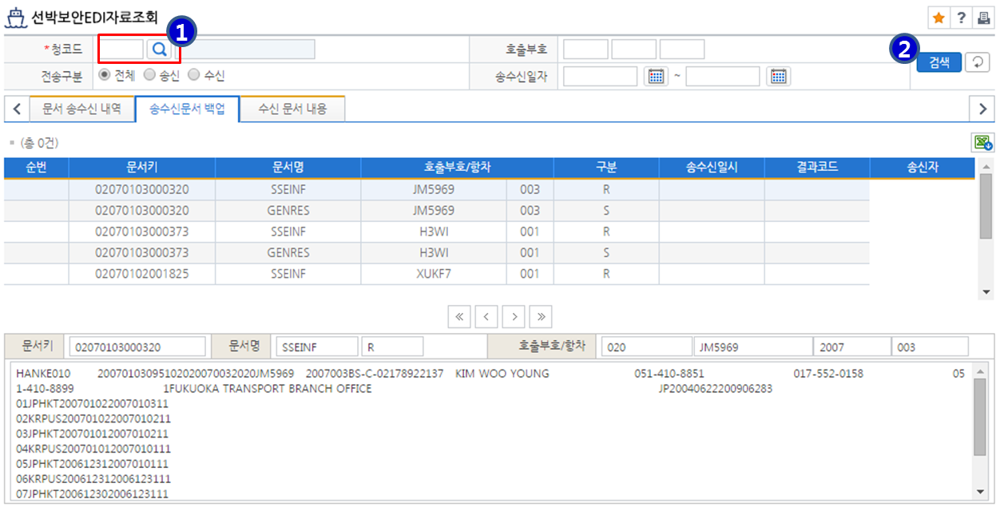 선박보안EDI자료조회
1
?
*청코드
호출부호
2
검색
전송구분 전체 송신 수신
송수신일자 ~
문서 송수신 내역 송수신문서 백업 수신 문서 내용
(총 0건)
순번 문서키 문서명 호출부호/항차 구분 송수신일시 결과코드 송신자
02070103000320 SSEINF JM5969 003 R
02070103000320 GENRES JM5969 003 S
02070103000373 SSEINF H3WI 001 R
02070103000373 GENRES H3WI 001 S
02070102001825 SSEINF XUKF7 001 R
문서키 02070103000320 문서명 SSEINF R 호출부호/항차 020 JM5969 2007 003
HANKE010 20070103095102020070032020JM5969 2007003BS-C-02178922137 KIM WOO YOUNG 051-410-8851 017-552-0158 05
1-410-8899 1FUKUOKA TRANSPORT BRANCH OFFICE JP20040622200906283
01JPHKT200701022007010311
02KRPUS200701022007010211
03JPHKT200701012007010211
04KRPUS200701012007010111
05JPHKT200612312007010111
06KRPUS200612312006123111
07JPHKT200612302006123111